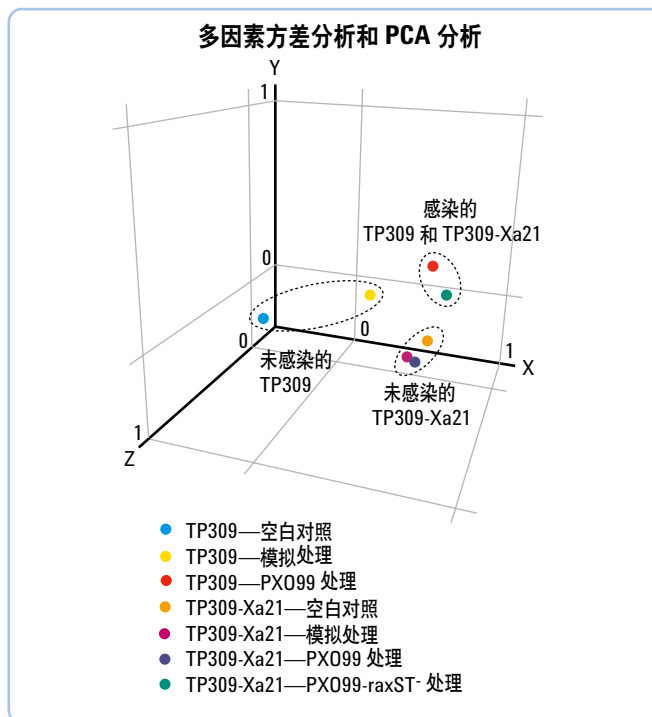 多因素方差分析和 PCA 分析
Y
1
感染的
TP309 和 TP309-Xa21
0
0
0
1
X
未感染的
TP309
未感染的
TP309-Xa21
1
Z
TP309—空白对照
TP309—模拟处理
TP309—PXO99 处理
TP309-Xa21—空白对照
TP309-Xa21—模拟处理
TP309-Xa21—PXO99 处理
TP309-Xa21—PXO99-raxST- 处理